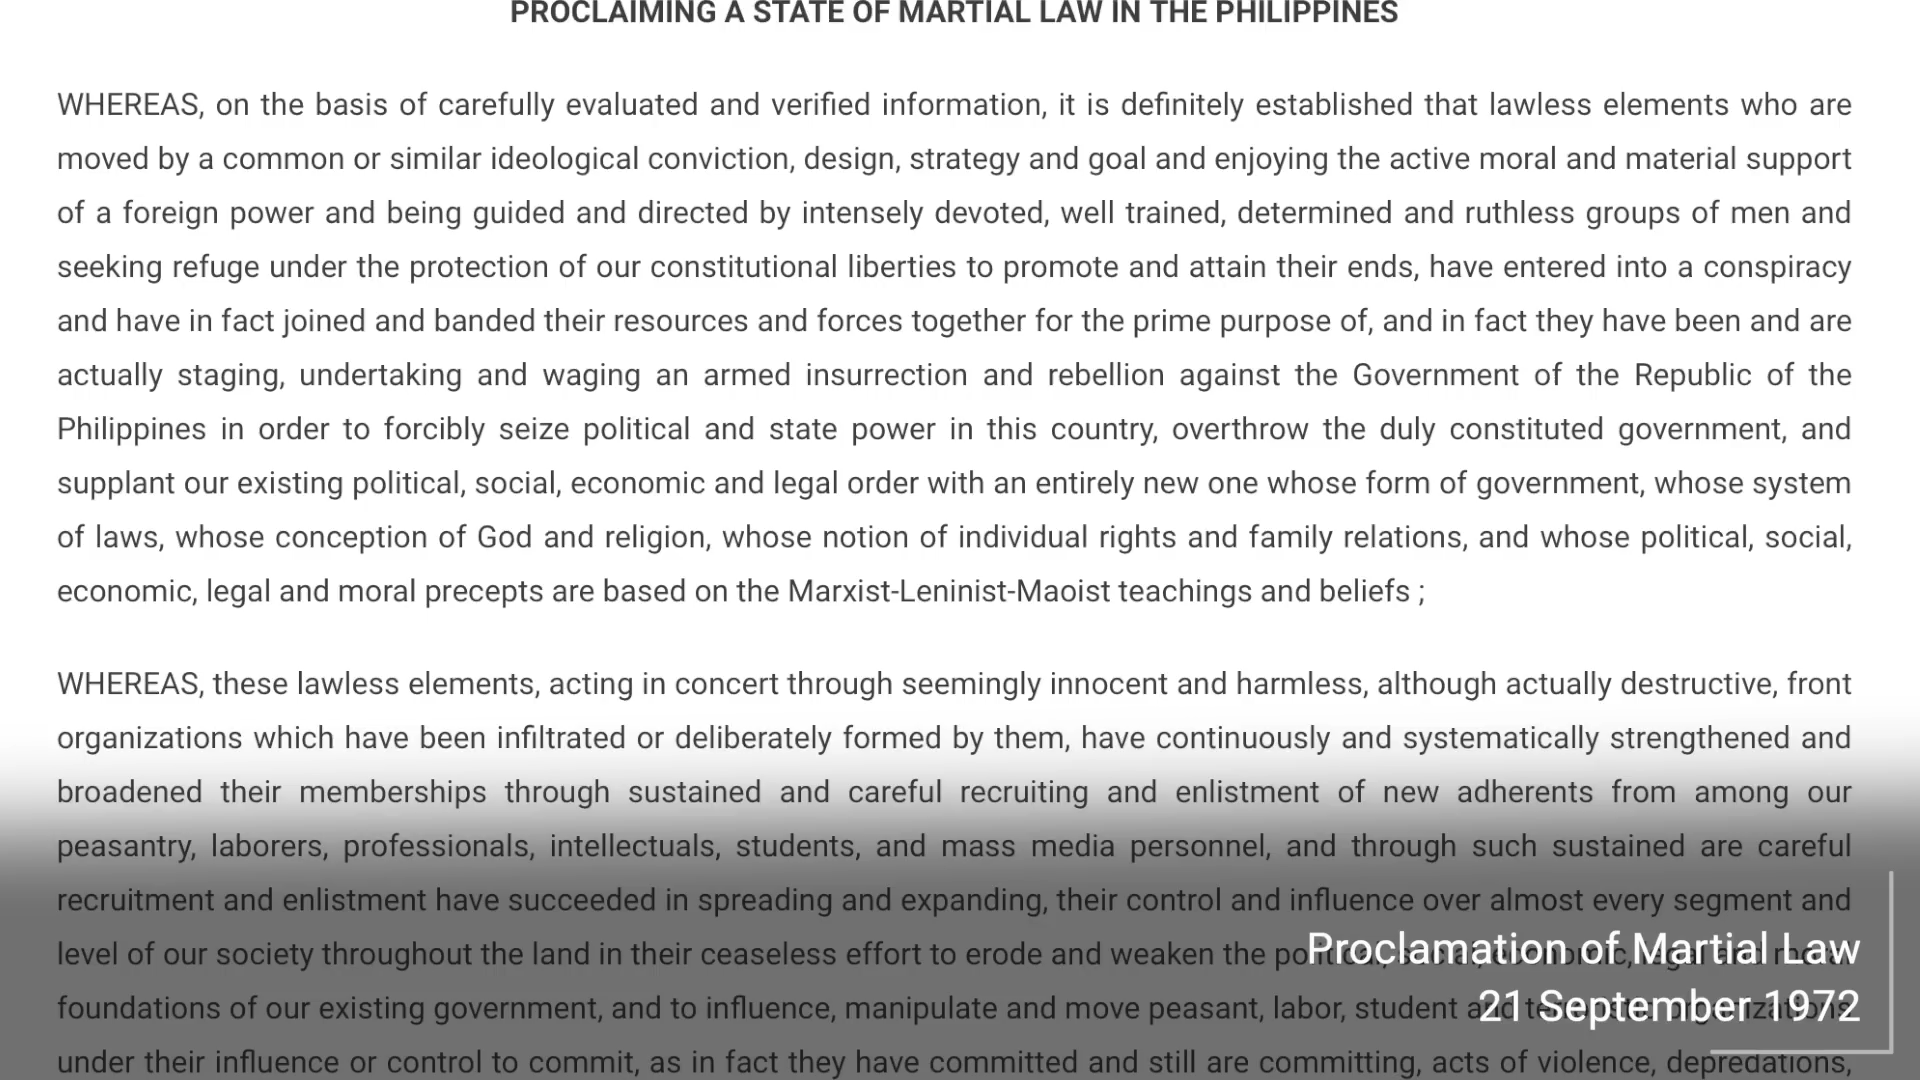 PROCLAIMING A STATE OF MARTIAL LAW IN THE PHILIPPINES
WHEREAS, on the basis of carefully evaluated and verified information, it is definitely established that lawless elements who are
moved by a common or similar ideological conviction, design, strategy and goal and enjoying the active moral and material support
of a foreign power and being guided and directed by intensely devoted, well trained, determined and ruthless groups of men and
seeking refuge under the protection of our constitutional liberties to promote and attain their ends, have entered into a conspiracy
and have in fact joined and banded their resources and forces together for the prime purpose of, and in fact they have been and are
actually staging, undertaking and waging an armed insurrection and rebellion against the Government of the Republic of the
Philippines in order to forcibly seize political and state power in this country, overthrow the duly constituted government, and
supplant our existing political, social, economic and legal order with an entirely new one whose form of government, whose system
of laws, whose conception of God and religion, whose notion of individual rights and family relations, and whose political, social,
economic, legal and moral precepts are based on the Marxist-Leninist-Maoist teachings and beliefs ;
WHEREAS, these lawless elements, acting in concert through seemingly innocent and harmless, although actually destructive, front
organizations which have been infiltrated or deliberately formed by them, have continuously and systematically strengthened and
broadened their memberships through sustained and careful recruiting and enlistment of new adherents from among our
peasantry, laborers, professionals, intellectuals, students, and mass media personnel, and through such sustained are careful
recruitment and enlistment have succeeded in spreading and expanding, their control and influence over almost every segment and
level of our society throughout the land in their ceaseless effort to erode and weaken the political, social, economic, legal and moral
foundations of our existing government, and to influence, manipulate and move peasant, labor, student and terroristic organizations
under their influence or control to commit, as in fact they have committed and still are committing, acts of violence, depredations,
Proclamation of Martial Law
21 September 1972